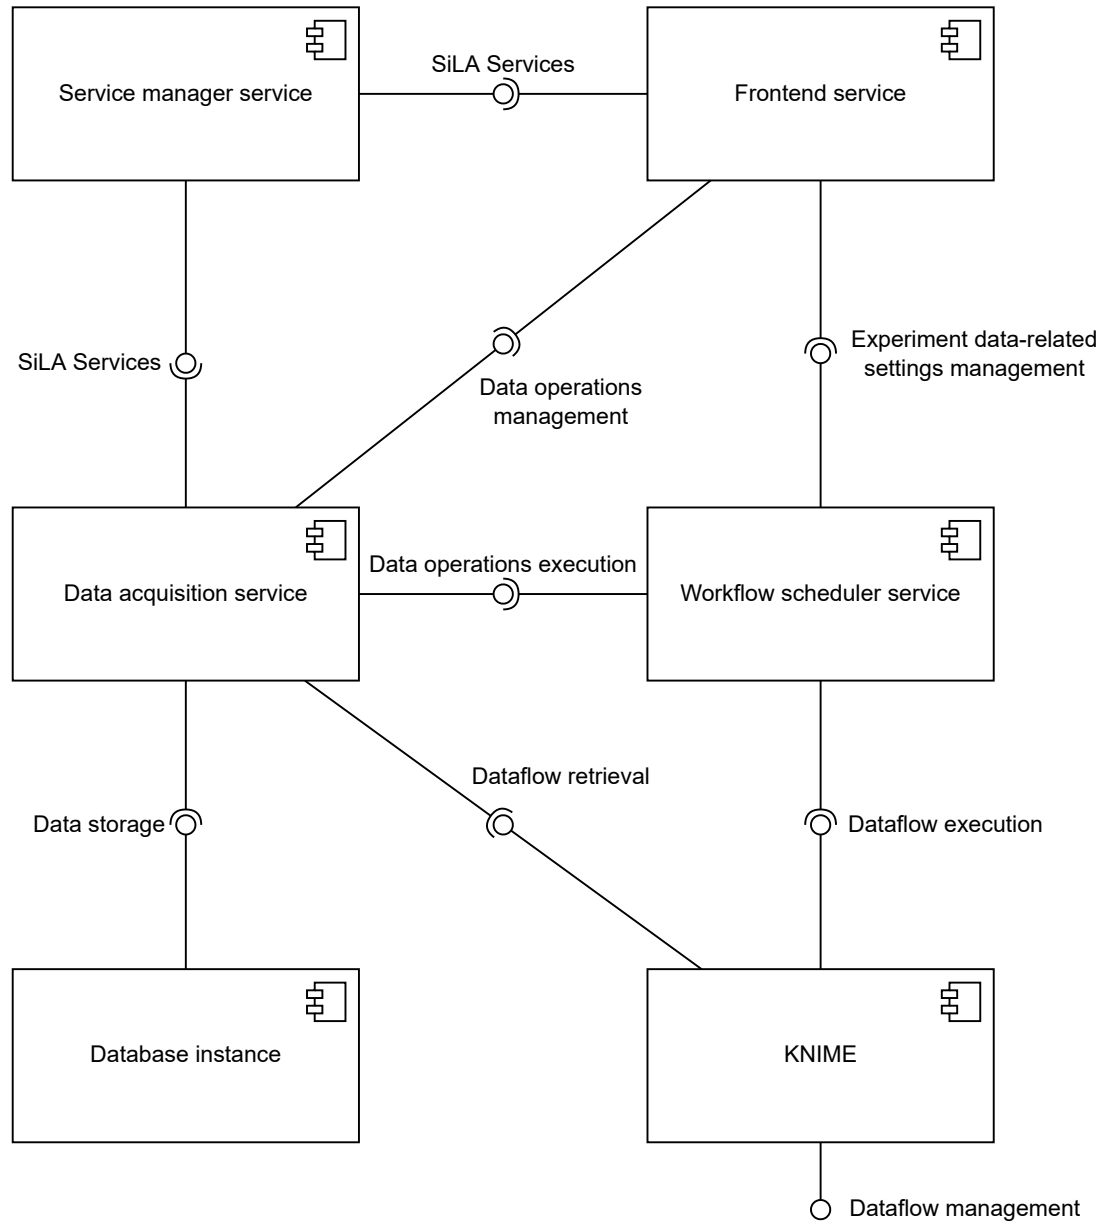 SiLA Services
Service manager service
Frontend service
SiLA Services
Experiment data-related
settings management
Data operations
management
Data operations execution
Data acquisition service
Workflow scheduler service
Dataflow retrieval
Data storage
Dataflow execution
Database instance
KNIME
Dataflow management